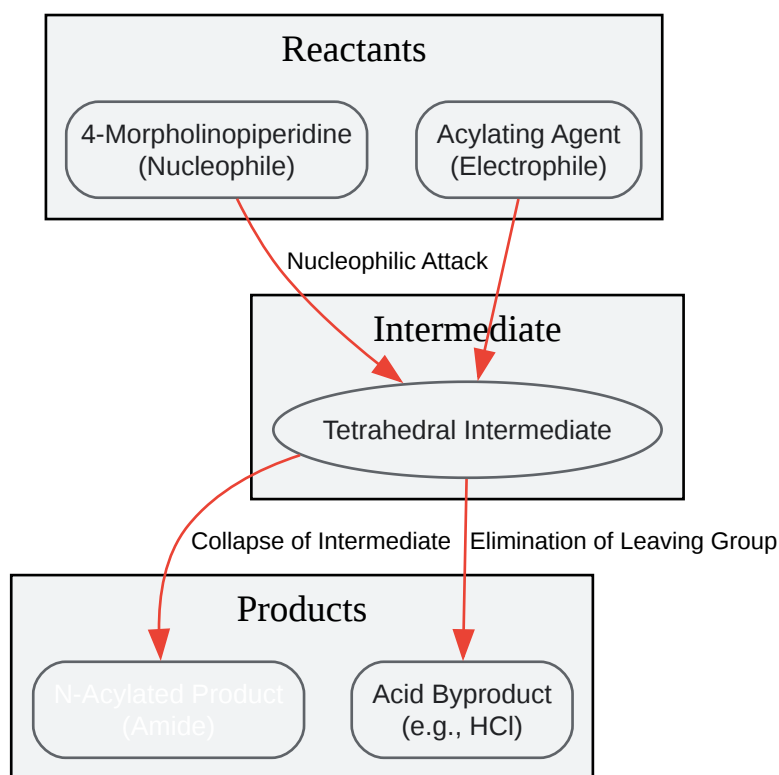 Reactants
4-Morpholinopiperidine
(Nucleophile)
Acylating Agent
(Electrophile)
Nucleophilic Attack
Intermediate
Tetrahedral Intermediate
Collapse of Intermediate
Elimination of Leaving Group
Products
N-Acylated Product
(Amide)
Acid Byproduct
(e.g., HCl)